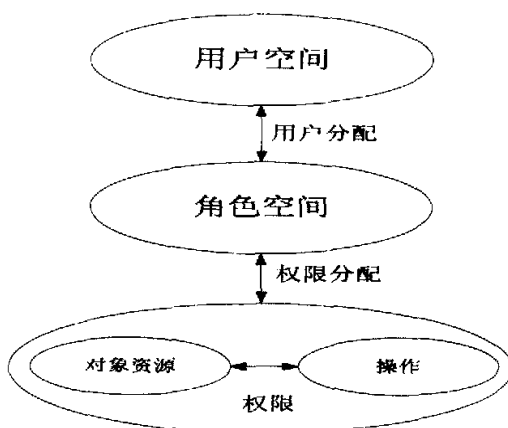 用户空间
用户分配
角色空间
权限分配
对象资源
操作
权限